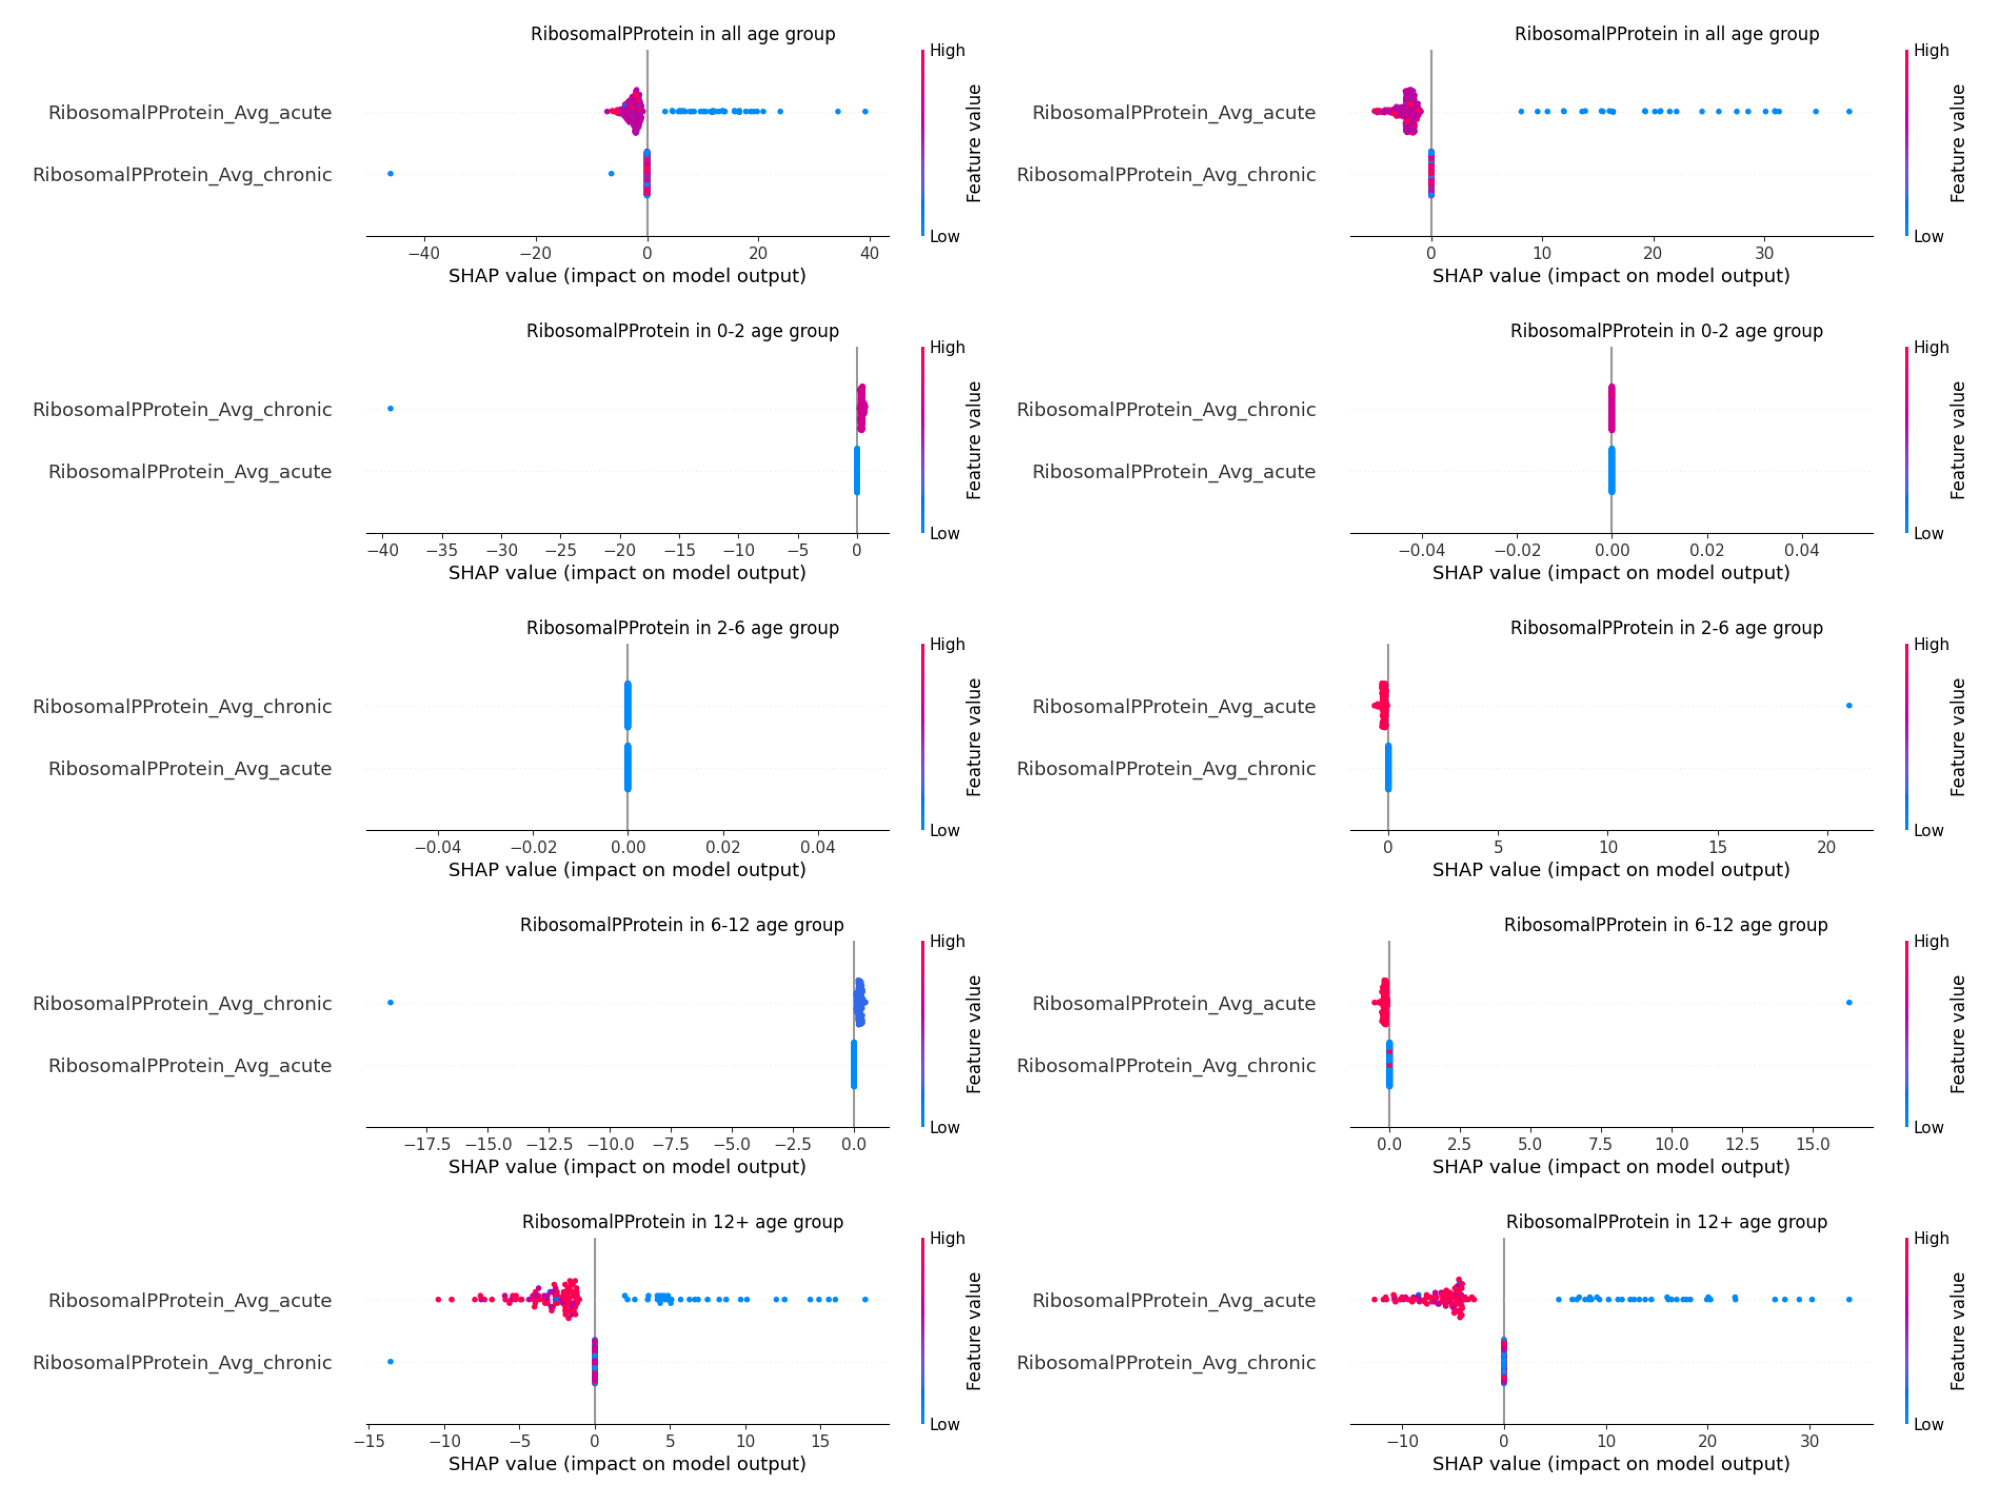 RibosomalPProtein in all age group
High
RibosomalPProtein_Avg_acute
RibosomalPProtein_Avg_chronic
Feature value
Low
−40 −20 0 20 40
SHAP value (impact on model output)
RibosomalPProtein in all age group
High
RibosomalPProtein_Avg_acute
RibosomalPProtein_Avg_chronic
Feature value
Low
0 10 20 30
SHAP value (impact on model output)
RibosomalPProtein in 0-2 age group
High
RibosomalPProtein_Avg_chronic
RibosomalPProtein_Avg_acute
Feature value
Low
−40 −35 −30 −25 −20 −15 −10 −5 0
SHAP value (impact on model output)
RibosomalPProtein in 0-2 age group
High
RibosomalPProtein_Avg_chronic
RibosomalPProtein_Avg_acute
Feature value
Low
−0.04 −0.02 0.00 0.02 0.04
SHAP value (impact on model output)
RibosomalPProtein in 2-6 age group
High
RibosomalPProtein_Avg_chronic
RibosomalPProtein_Avg_acute
Feature value
Low
−0.04 −0.02 0.00 0.02 0.04
SHAP value (impact on model output)
RibosomalPProtein in 2-6 age group
High
RibosomalPProtein_Avg_acute
RibosomalPProtein_Avg_chronic
Feature value
Low
0 5 10 15 20
SHAP value (impact on model output)
RibosomalPProtein in 6-12 age group
High
RibosomalPProtein_Avg_chronic
RibosomalPProtein_Avg_acute
Feature value
Low
−17.5 −15.0 −12.5 −10.0 −7.5 −5.0 −2.5 0.0
SHAP value (impact on model output)
RibosomalPProtein in 6-12 age group
High
RibosomalPProtein_Avg_acute
RibosomalPProtein_Avg_chronic
Feature value
Low
0.0 2.5 5.0 7.5 10.0 12.5 15.0
SHAP value (impact on model output)
RibosomalPProtein in 12+ age group
High
RibosomalPProtein_Avg_acute
RibosomalPProtein_Avg_chronic
Feature value
Low
−15 −10 −5 0 5 10 15
SHAP value (impact on model output)
RibosomalPProtein in 12+ age group
High
RibosomalPProtein_Avg_acute
RibosomalPProtein_Avg_chronic
Feature value
Low
−10 0 10 20 30
SHAP value (impact on model output)